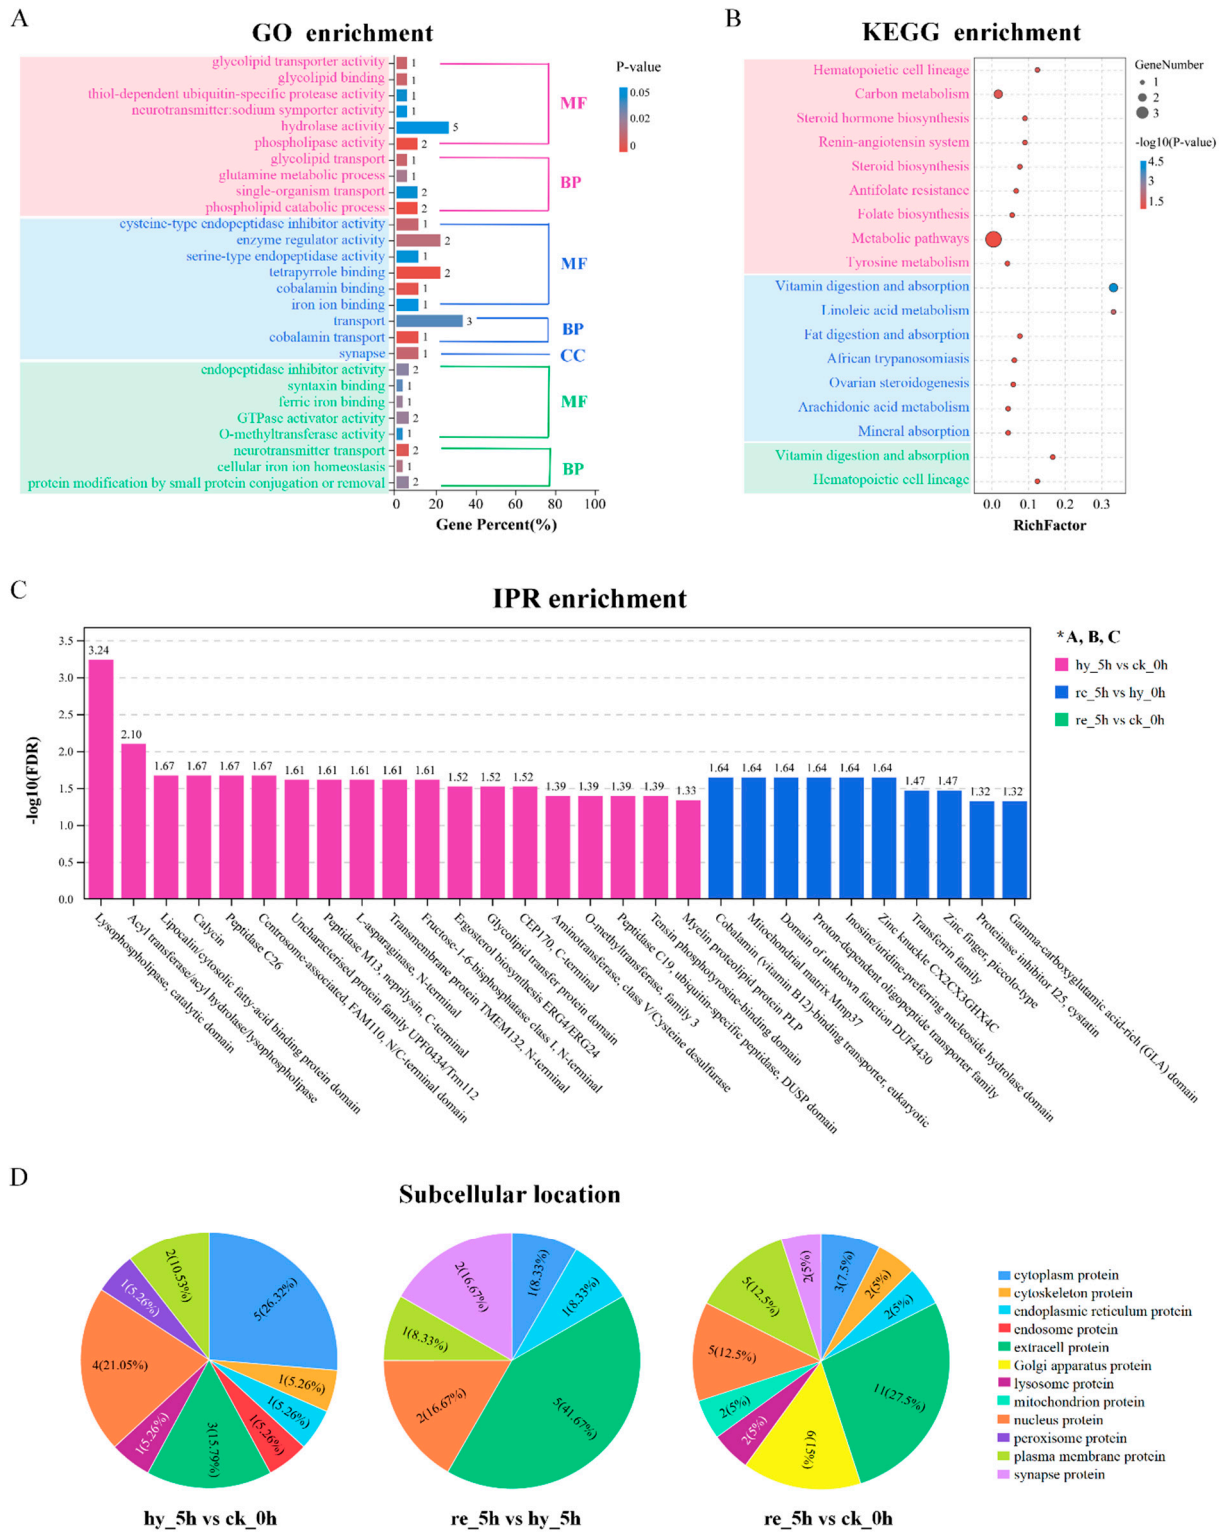 A
GO enrichment
glycolipid transporter activity 1
glycolipid binding 1
thiol-dependent ubiquitin-specific protease activity 1
neurotransmitter:sodium symporter activity 1
hydrolase activity 5
phospholipase activity 2
MF
glycolipid transport 1
glutamine metabolic process 1
single-organism transport 2
phospholipid catabolic process 2
BP
cysteine-type endopeptidase inhibitor activity 1
enzyme regulator activity 2
serine-type endopeptidase activity 1
tetrapyrrole binding 2
cobalamin binding 1
iron ion binding 1
MF
transport 3
cobalamin transport 1
BP
synapse 1
CC
endopeptidase inhibitor activity 2
syntaxin binding 1
ferric iron binding 1
GTPase activator activity 2
O-methyltransferase activity 1
MF
neurotransmitter transport 2
cellular iron ion homeostasis 1
protein modification by small protein conjugation or removal 2
BP
0 20 40 60 80 100
Gene Percent(%)
P-value
0.05
0.02
0
B
KEGG enrichment
Hematopoietic cell lineage
Carbon metabolism
Steroid hormone biosynthesis
Renin-angiotensin system
Steroid biosynthesis
Antifolate resistance
Folate biosynthesis
Metabolic pathways
Tyrosine metabolism
Vitamin digestion and absorption
Linoleic acid metabolism
Fat digestion and absorption
African trypanosomiasis
Ovarian steroidogenesis
Arachidonic acid metabolism
Mineral absorption
Vitamin digestion and absorption
Hematopoietic cell lineage
0.0 0.1 0.2 0.3
RichFactor
GeneNumber
1
2
3
-log10(P-value)
4.5
3
1.5
C
IPR enrichment
-log10(FDR)
3.5
3.0
2.5
2.0
1.5
1.0
0.5
0.0
3.24 2.10 1.67 1.67 1.67 1.67 1.61 1.61 1.61 1.61 1.61 1.52 1.52 1.52 1.39 1.39 1.39 1.39 1.33 1.64 1.64 1.64 1.64 1.64 1.64 1.47 1.47 1.32 1.32
Lysophospholipase, catalytic domain
Acyl transferase/acyl hydrolase/lysophospholipase
Lipocalin/cytosolic fatty-acid binding protein domain
Calycin
Peptidase C26
Centrosome-associated, FAM110, N/C-terminal domain
Uncharacterised protein family UPF0434/Trm112
Peptidase M13, neprilysin, C-terminal
L-asparaginase, N-terminal
Transmembrane protein TMEM132, N-terminal
Fructose-1-6-bisphosphatase class I, N-terminal
Ergosterol biosynthesis ERG4/ERG24
Glycolipid transfer protein domain
CEP170, C-terminal
Aminotransferase, class V/Cysteine desulfurase
O-methyltransferase, family 3
Peptidase C19, ubiquitin-specific peptidase, DUSP domain
Tensin phosphotyrosine-binding domain
Myelin proteolipid protein PLP
Cobalamin (vitamin B12)-binding transporter, eukaryotic
Mitochondrial matrix Mmp37
Domain of unknown function DUF4430
Proton-dependent oligopeptide transporter family
Inosine/uridine-preferring nucleoside hydrolase domain
Zinc knuckle CX2CX3GHX4C
Transferrin family
Zinc finger, piccolo-type
Proteinase inhibitor I25, cystatin
Gamma-carboxyglutamic acid-rich (GLA) domain
*A, B, C
hy_5h vs ck_0h
re_5h vs hy_0h
re_5h vs ck_0h
D
Subcellular location
5(26.32%)
1(5.26%)
1(5.26%)
1(5.26%)
3(15.79%)
1(5.26%)
4(21.05%)
1(5.26%)
2(10.53%)
hy_5h vs ck_0h
1(8.33%)
1(8.33%)
5(41.67%)
2(16.67%)
1(8.33%)
2(16.67%)
re_5h vs hy_5h
3(7.5%)
2(5%)
2(5%)
11(27.5%)
6(15%)
2(5%)
2(5%)
5(12.5%)
5(12.5%)
2(5%)
re_5h vs ck_0h
cytoplasm protein
cytoskeleton protein
endoplasmic reticulum protein
endosome protein
extracell protein
Golgi apparatus protein
lysosome protein
mitochondrion protein
nucleus protein
peroxisome protein
plasma membrane protein
synapse protein